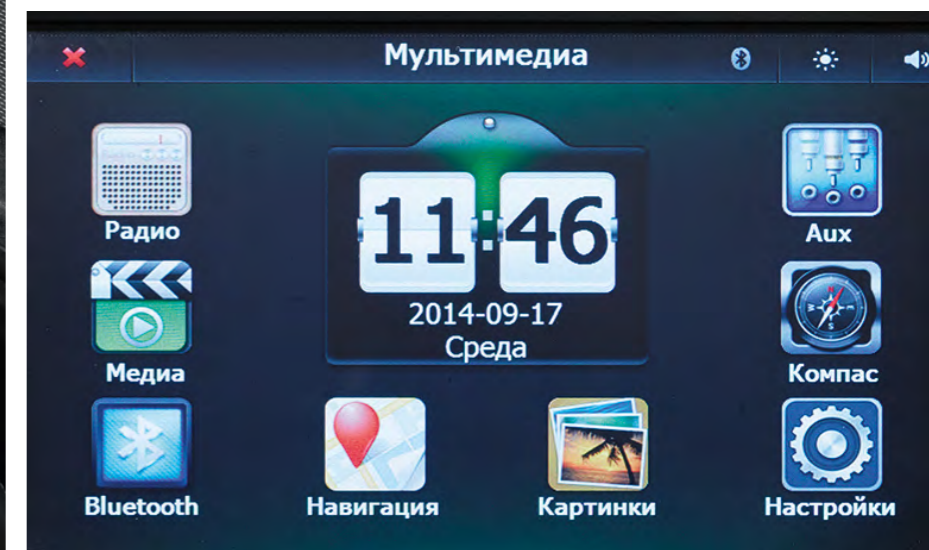 Мультимедиа
11:46
2014-09-17
Среда
Радио
Aux
Медиа
Компас
Bluetooth
Навигация
Картинки
Настройки